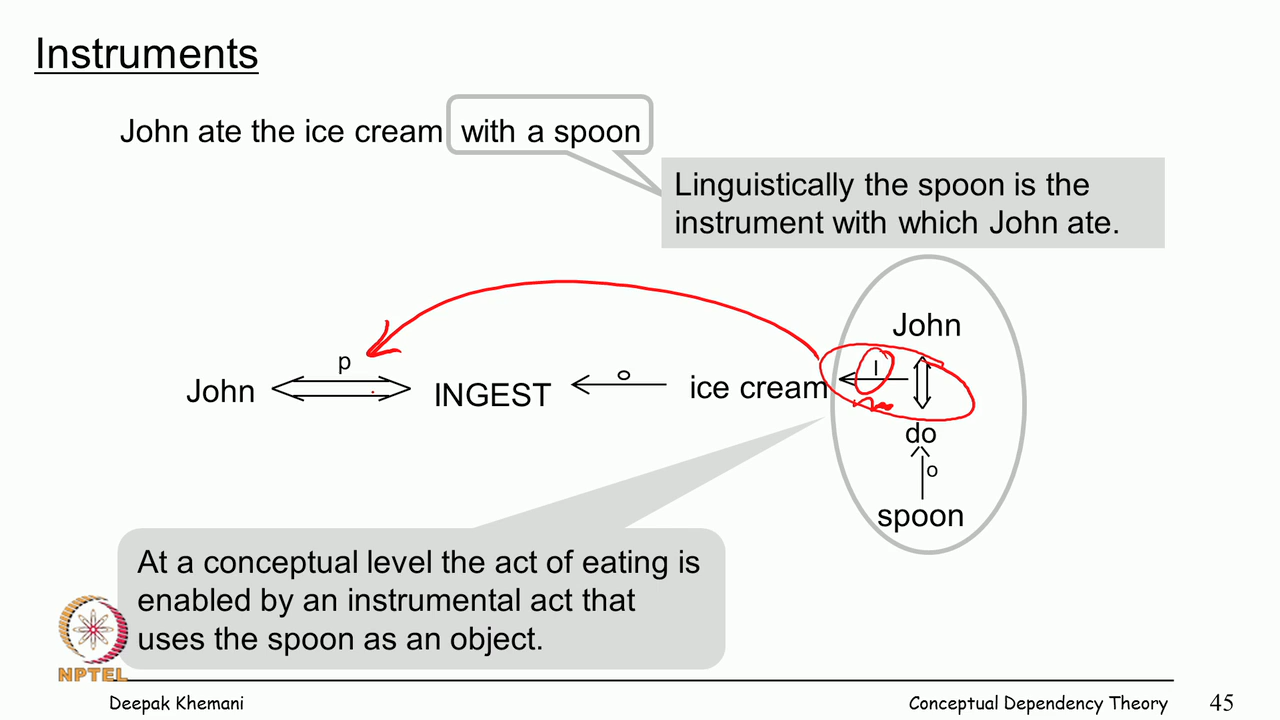 Instruments
John ate the ice cream with a spoon
Linguistically the spoon is the
instrument with which John ate.
John
p
I
o
John
INGEST
ice cream
do
o
spoon
At a conceptual level the act of eating is
enabled by an instrumental act that
uses the spoon as an object.
NPTEL
Deepak Khemani
Conceptual Dependency Theory
45